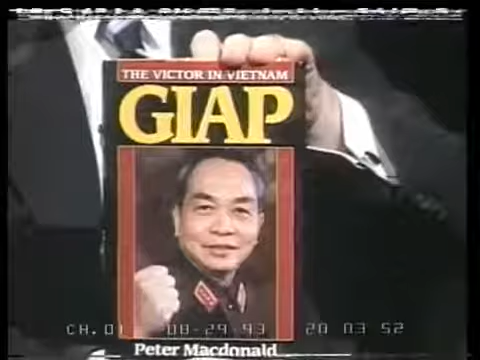 THE VICTOR IN VIETNAM
GIAP
CH.01 08-29-93 20 03 52
Peter Macdonald